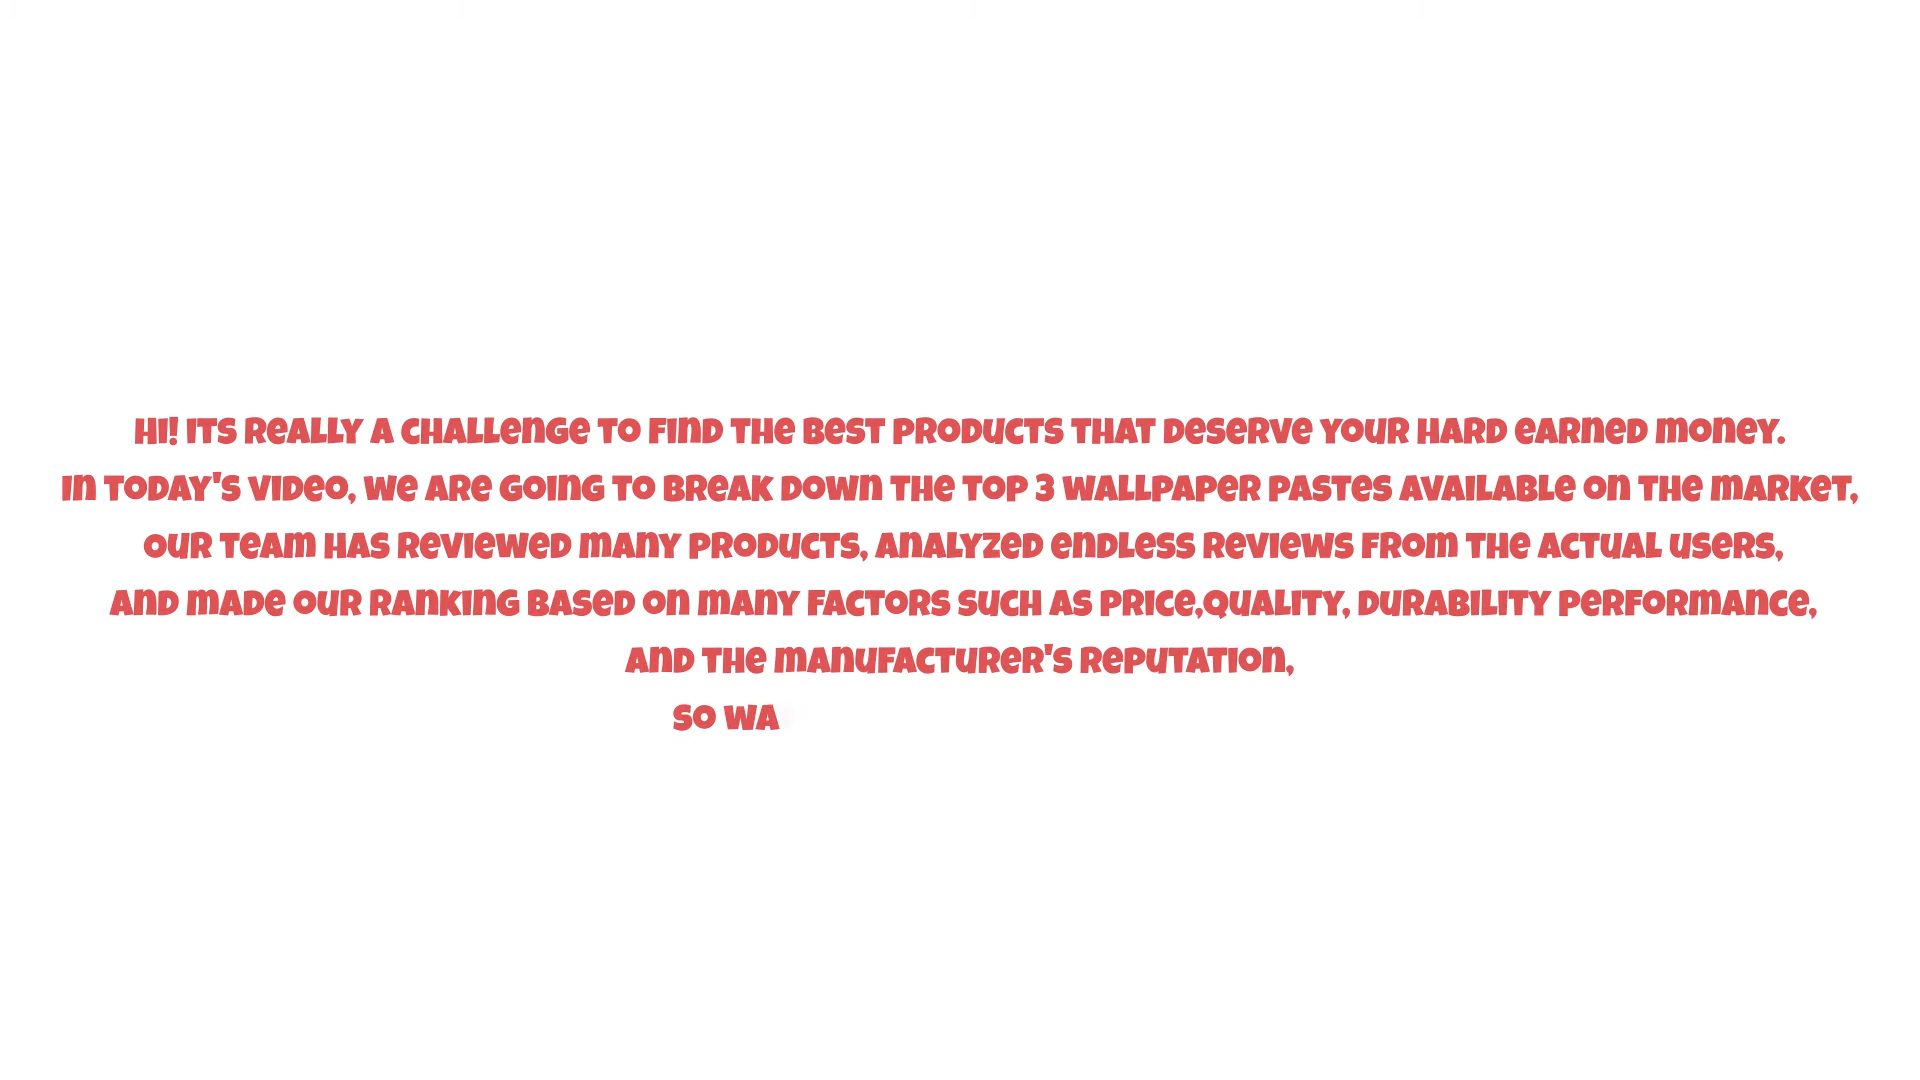 Hi! Its really a challenge to find the best products that deserve your hard earned money.
In today's video, we are going to break down the top 3 wallpaper pastes available on the market,
our team has reviewed many products, analyzed endless reviews from the actual users,
and made our ranking based on many factors such as price,quality, durability performance,
and the manufacturer's reputation,
so wa